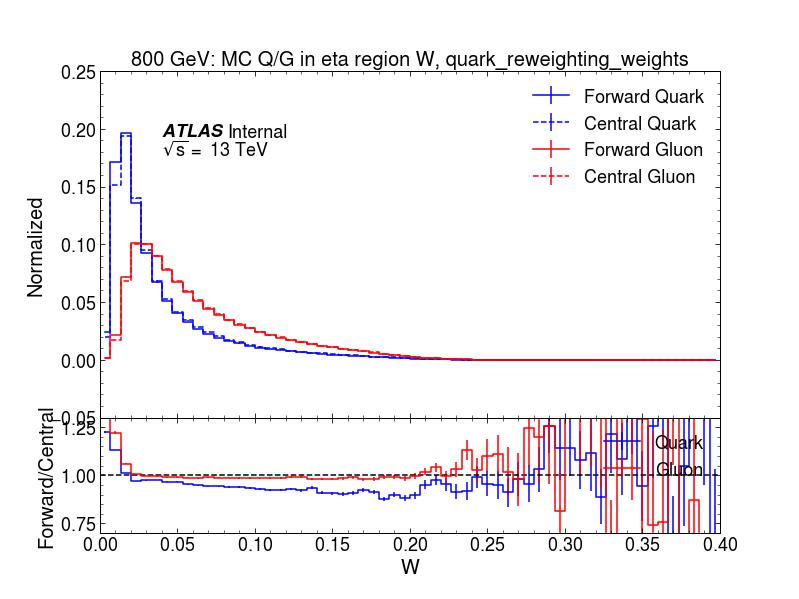 800 GeV: MC Q/G in eta region W, quark_reweighting_weights
0.25
0.20
0.15
0.10
0.05
0.00
0.05
Normalized
ATLAS Internal
√s = 13 TeV
Forward Quark
Central Quark
Forward Gluon
Central Gluon
1.25
1.00
0.75
Forward/Central
Quark
Gluon
0.00 0.05 0.10 0.15 0.20 0.25 0.30 0.35 0.40
W